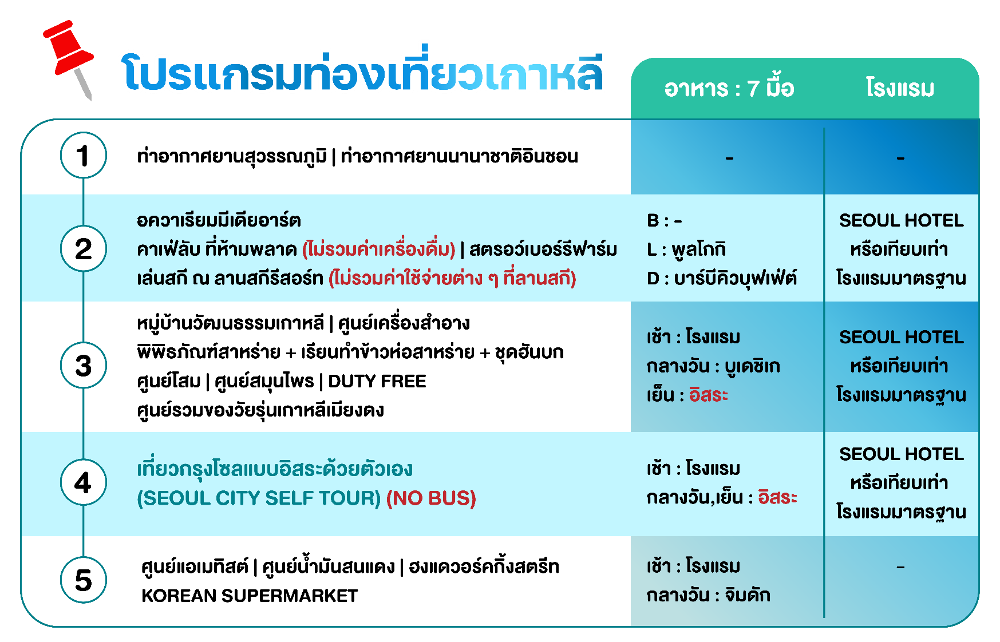 โปรแกรมท่องเที่ยวเกาหลี
อาหาร : 7 มื้อ
โรงแรม
1
ท่าอากาศยานสุวรรณภูมิ | ท่าอากาศยานนานาชาติอินชอน
-
-
2
อควาเรียมมีเดียอาร์ต
คาเฟ่ลับ ที่ห้ามพลาด (ไม่รวมค่าเครื่องดื่ม) | สตรอว์เบอร์รีฟาร์ม
เล่นสกี ณ ลานสกีรีสอร์ท (ไม่รวมค่าใช้จ่ายต่าง ๆ ที่ลานสกี)
B : -
L : พูลโกกิ
D : บาร์บีคิวบุฟเฟ่ต์
SEOUL HOTEL
หรือเทียบเท่า
โรงแรมมาตรฐาน
3
หมู่บ้านวัฒนธรรมเกาหลี | ศูนย์เครื่องสำอาง
พิพิธภัณฑ์สาหร่าย + เรียนทำข้าวห่อสาหร่าย + ชุดฮันบก
ศูนย์โสม | ศูนย์สมุนไพร | DUTY FREE
ศูนย์รวมของวัยรุ่นเกาหลีเมียงดง
เช้า : โรงแรม
กลางวัน : บูเดชิเก
เย็น : อิสระ
SEOUL HOTEL
หรือเทียบเท่า
โรงแรมมาตรฐาน
4
เที่ยวกรุงโซลแบบอิสระด้วยตัวเอง
(SEOUL CITY SELF TOUR) (NO BUS)
เช้า : โรงแรม
กลางวัน,เย็น : อิสระ
SEOUL HOTEL
หรือเทียบเท่า
โรงแรมมาตรฐาน
5
ศูนย์แอเมทิสต์ | ศูนย์น้ำมันสนแดง | ฮงแดวอร์คกิ้งสตรีท
KOREAN SUPERMARKET
เช้า : โรงแรม
กลางวัน : จิมดัก
-